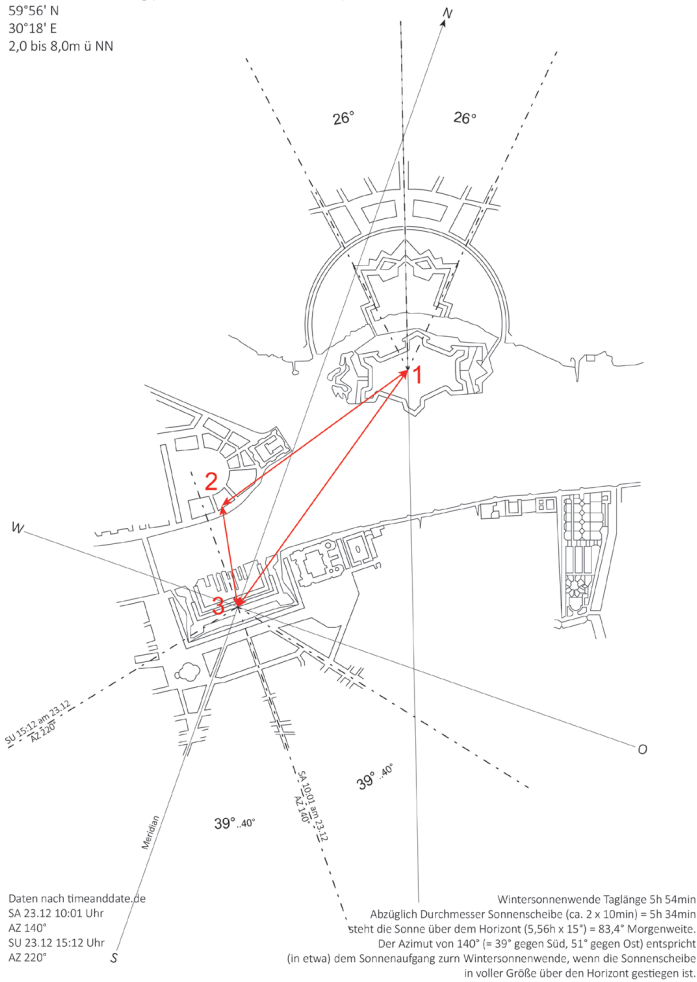 59°56' N
30°18' E
2,0 bis 8,0m ü NN
N
26°
26°
1
2
W
3
O
SU 15:12 am 23.12
AZ 220°
SA 10:01 am 23.12
AZ 140°
39°..40°
39°..40°
Meridian
S
Daten nach timeanddate.de
SA 23.12 10:01 Uhr
AZ 140°
SU 23.12 15:12 Uhr
AZ 220°
Wintersonnenwende Taglänge 5h 54min
Abzüglich Durchmesser Sonnenscheibe (ca. 2 x 10min) = 5h 34min
steht die Sonne über dem Horizont (5,56h x 15°) = 83,4° Morgenweite.
Der Azimut von 140° (= 39° gegen Süd, 51° gegen Ost) entspricht
(in etwa) dem Sonnenaufgang zurn Wintersonnenwende, wenn die Sonnenscheibe
in voller Größe über den Horizont gestiegen ist.